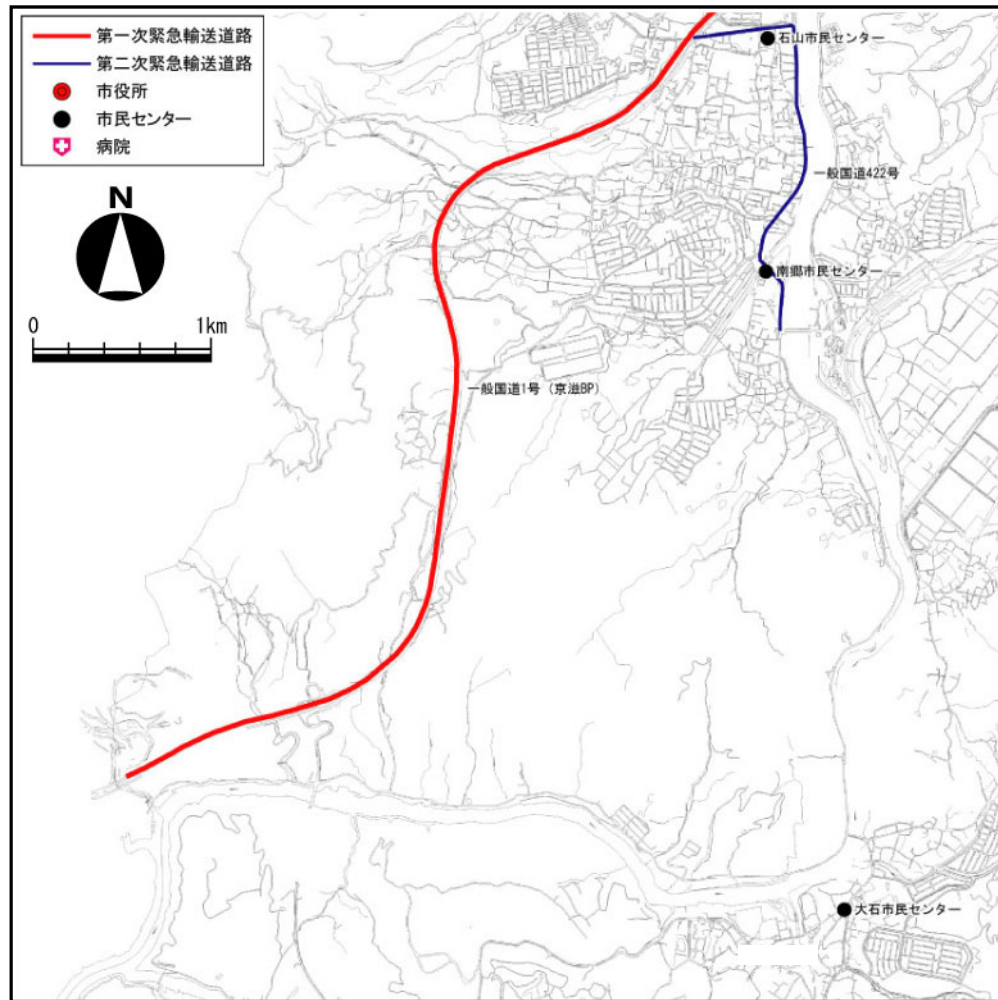 第一次緊急輸送道路
第二次緊急輸送道路
市役所
市民センター
病院
N
0 1km
石山市民センター
一般国道422号
南郷市民センター
一般国道1号（京滋BP）
大石市民センター